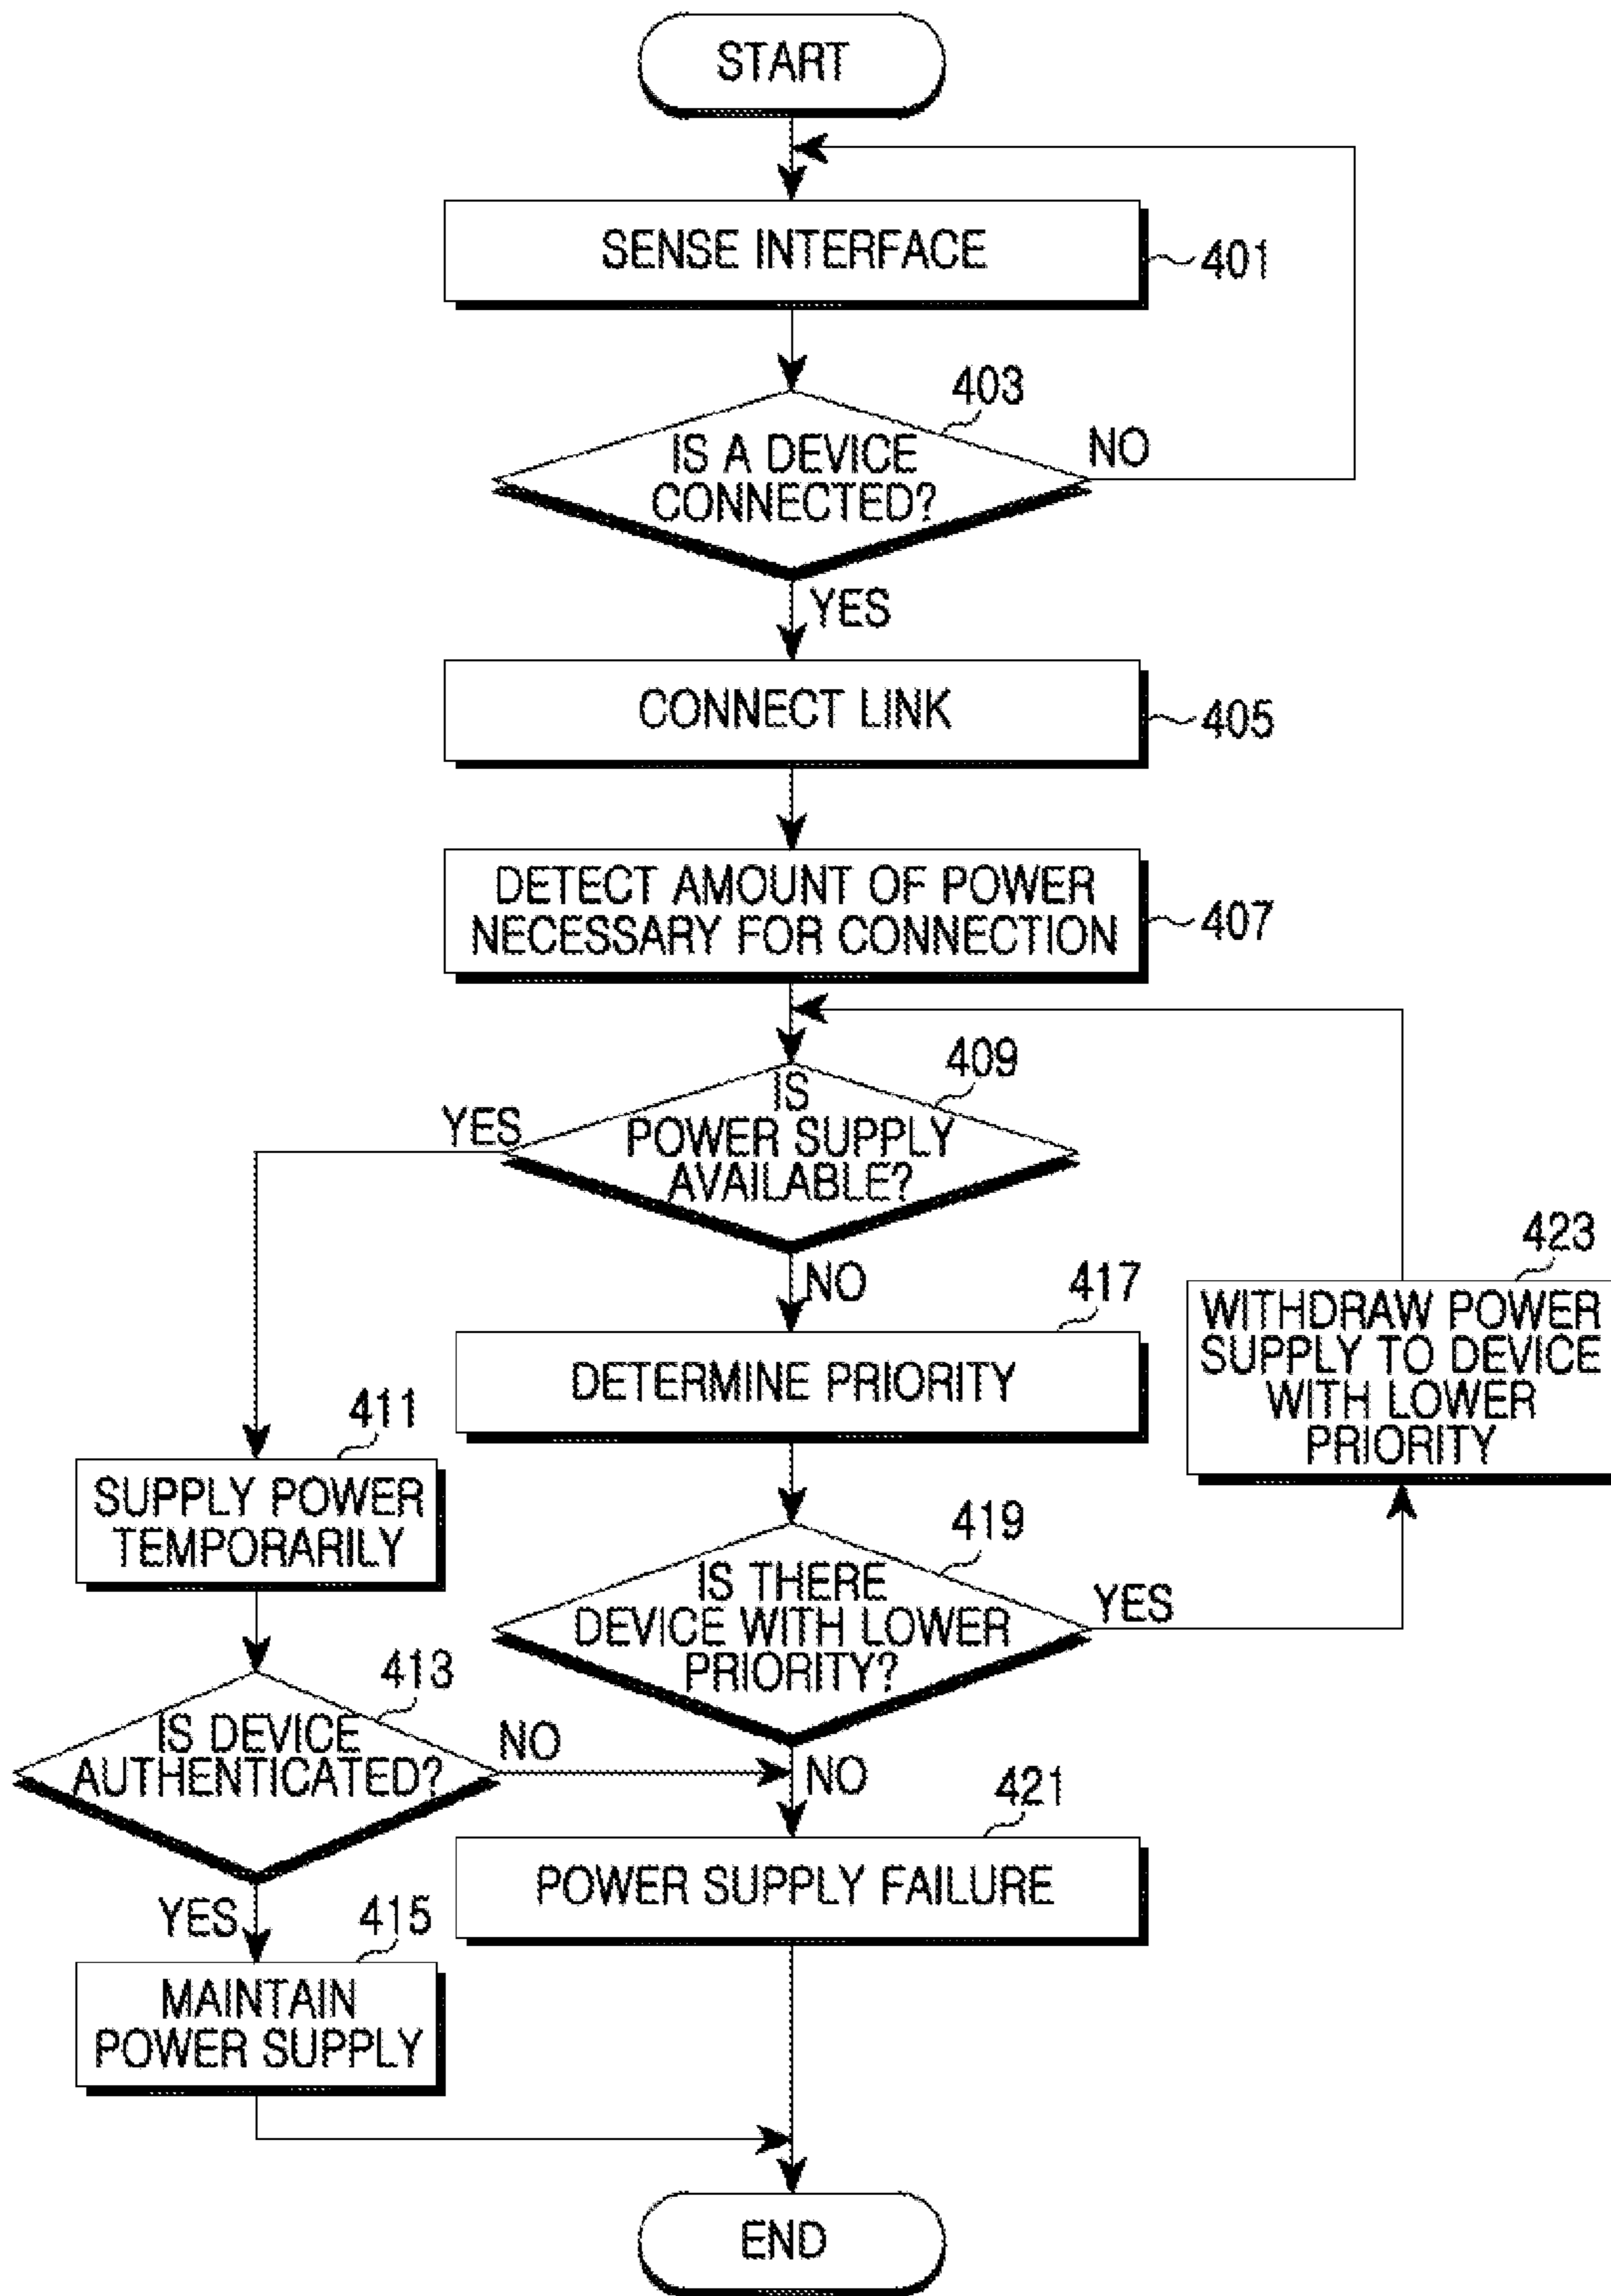 START
SENSE INTERFACE
401
403
IS A DEVICE
CONNECTED?
NO
YES
CONNECT LINK
405
DETECT AMOUNT OF POWER
NECESSARY FOR CONNECTION
407
409
IS
POWER SUPPLY
AVAILABLE?
YES
NO
417
DETERMINE PRIORITY
423
WITHDRAW POWER
SUPPLY TO DEVICE
WITH LOWER
PRIORITY
411
SUPPLY POWER
TEMPORARILY
419
IS THERE
DEVICE WITH LOWER
PRIORITY?
YES
413
IS DEVICE
AUTHENTICATED?
NO
NO
421
POWER SUPPLY FAILURE
YES
415
MAINTAIN
POWER SUPPLY
END